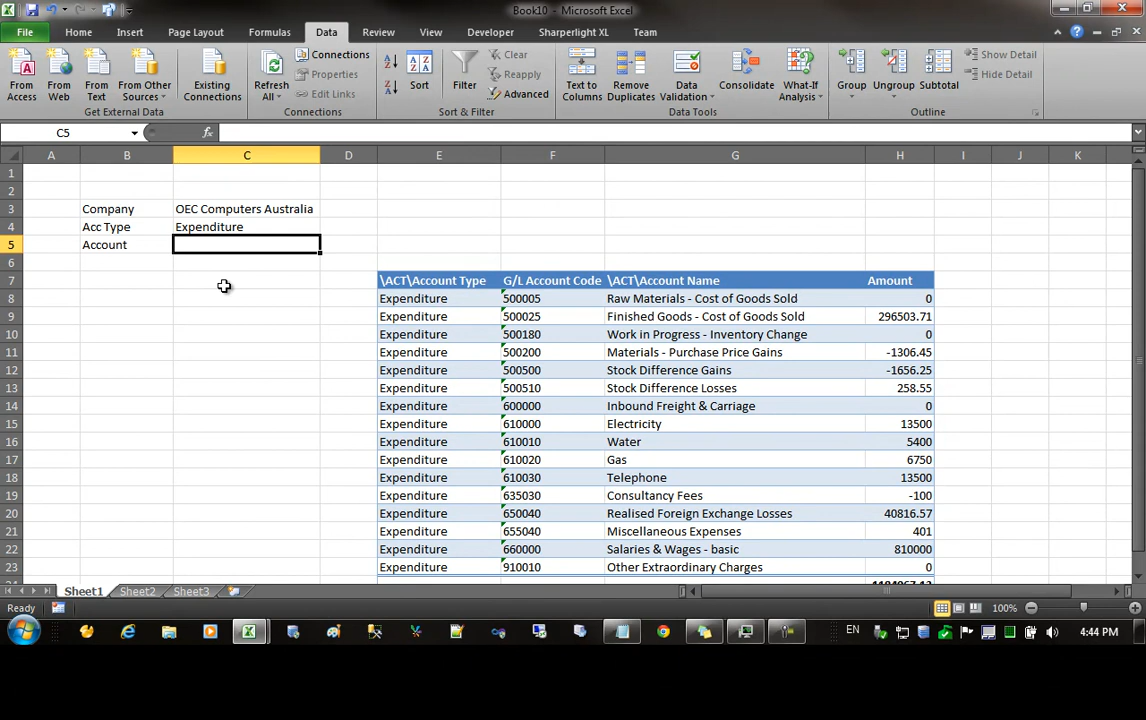 Book10 - Microsoft Excel
File Home Insert Page Layout Formulas Data Review View Developer Sharperlight XL Team
From Access
From Web
From Text
From Other Sources
Get External Data
Existing Connections
Refresh All
Connections
Properties
Edit Links
Connections
Sort
Filter
Clear
Reapply
Advanced
Sort & Filter
Text to Columns
Remove Duplicates
Data Validation
Consolidate
What-If Analysis
Data Tools
Group
Ungroup
Subtotal
Show Detail
Hide Detail
Outline
C5 fx
A B C D E F G H I J K
1
2
3 Company OEC Computers Australia
4 Acc Type Expenditure
5 Account
6
7 \ACT\Account Type G/L Account Code \ACT\Account Name Amount
8 Expenditure 500005 Raw Materials - Cost of Goods Sold 0
9 Expenditure 500025 Finished Goods - Cost of Goods Sold 296503.71
10 Expenditure 500180 Work in Progress - Inventory Change 0
11 Expenditure 500200 Materials - Purchase Price Gains -1306.45
12 Expenditure 500500 Stock Difference Gains -1656.25
13 Expenditure 500510 Stock Difference Losses 258.55
14 Expenditure 600000 Inbound Freight & Carriage 0
15 Expenditure 610000 Electricity 13500
16 Expenditure 610010 Water 5400
17 Expenditure 610020 Gas 6750
18 Expenditure 610030 Telephone 13500
19 Expenditure 635030 Consultancy Fees -100
20 Expenditure 650040 Realised Foreign Exchange Losses 40816.57
21 Expenditure 655040 Miscellaneous Expenses 401
22 Expenditure 660000 Salaries & Wages - basic 810000
23 Expenditure 910010 Other Extraordinary Charges 0
Sheet1 Sheet2 Sheet3
Ready 100%
EN 4:44 PM